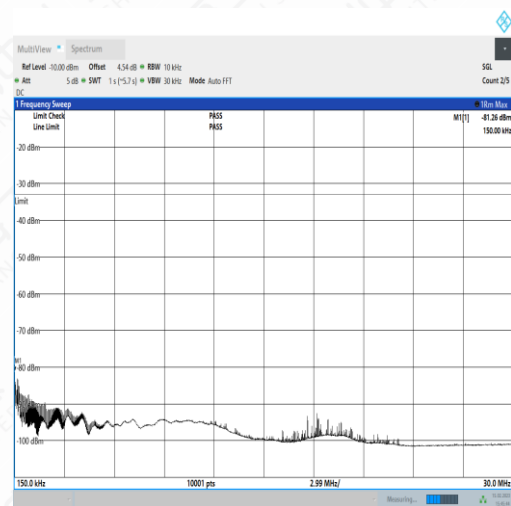 MultiView Spectrum
Ref Level -10.00 dBm Offset 4.54 dB RBW 10 kHz SGL
Att 5 dB SWT 1 s (~5.7 s) VBW 30 kHz Mode Auto FFT Count 2/5
DC
1 Frequency Sweep 1Rm Max
Limit Check PASS M1[1] -81.26 dBm
Line Limit PASS 150.00 kHz
-20 dBm
-30 dBm
Limit
-40 dBm
-50 dBm
-60 dBm
-70 dBm
M1
-80 dBm
-90 dBm
-100 dBm
150.0 kHz 10001 pts 2.99 MHz/ 30.0 MHz
Measuring...